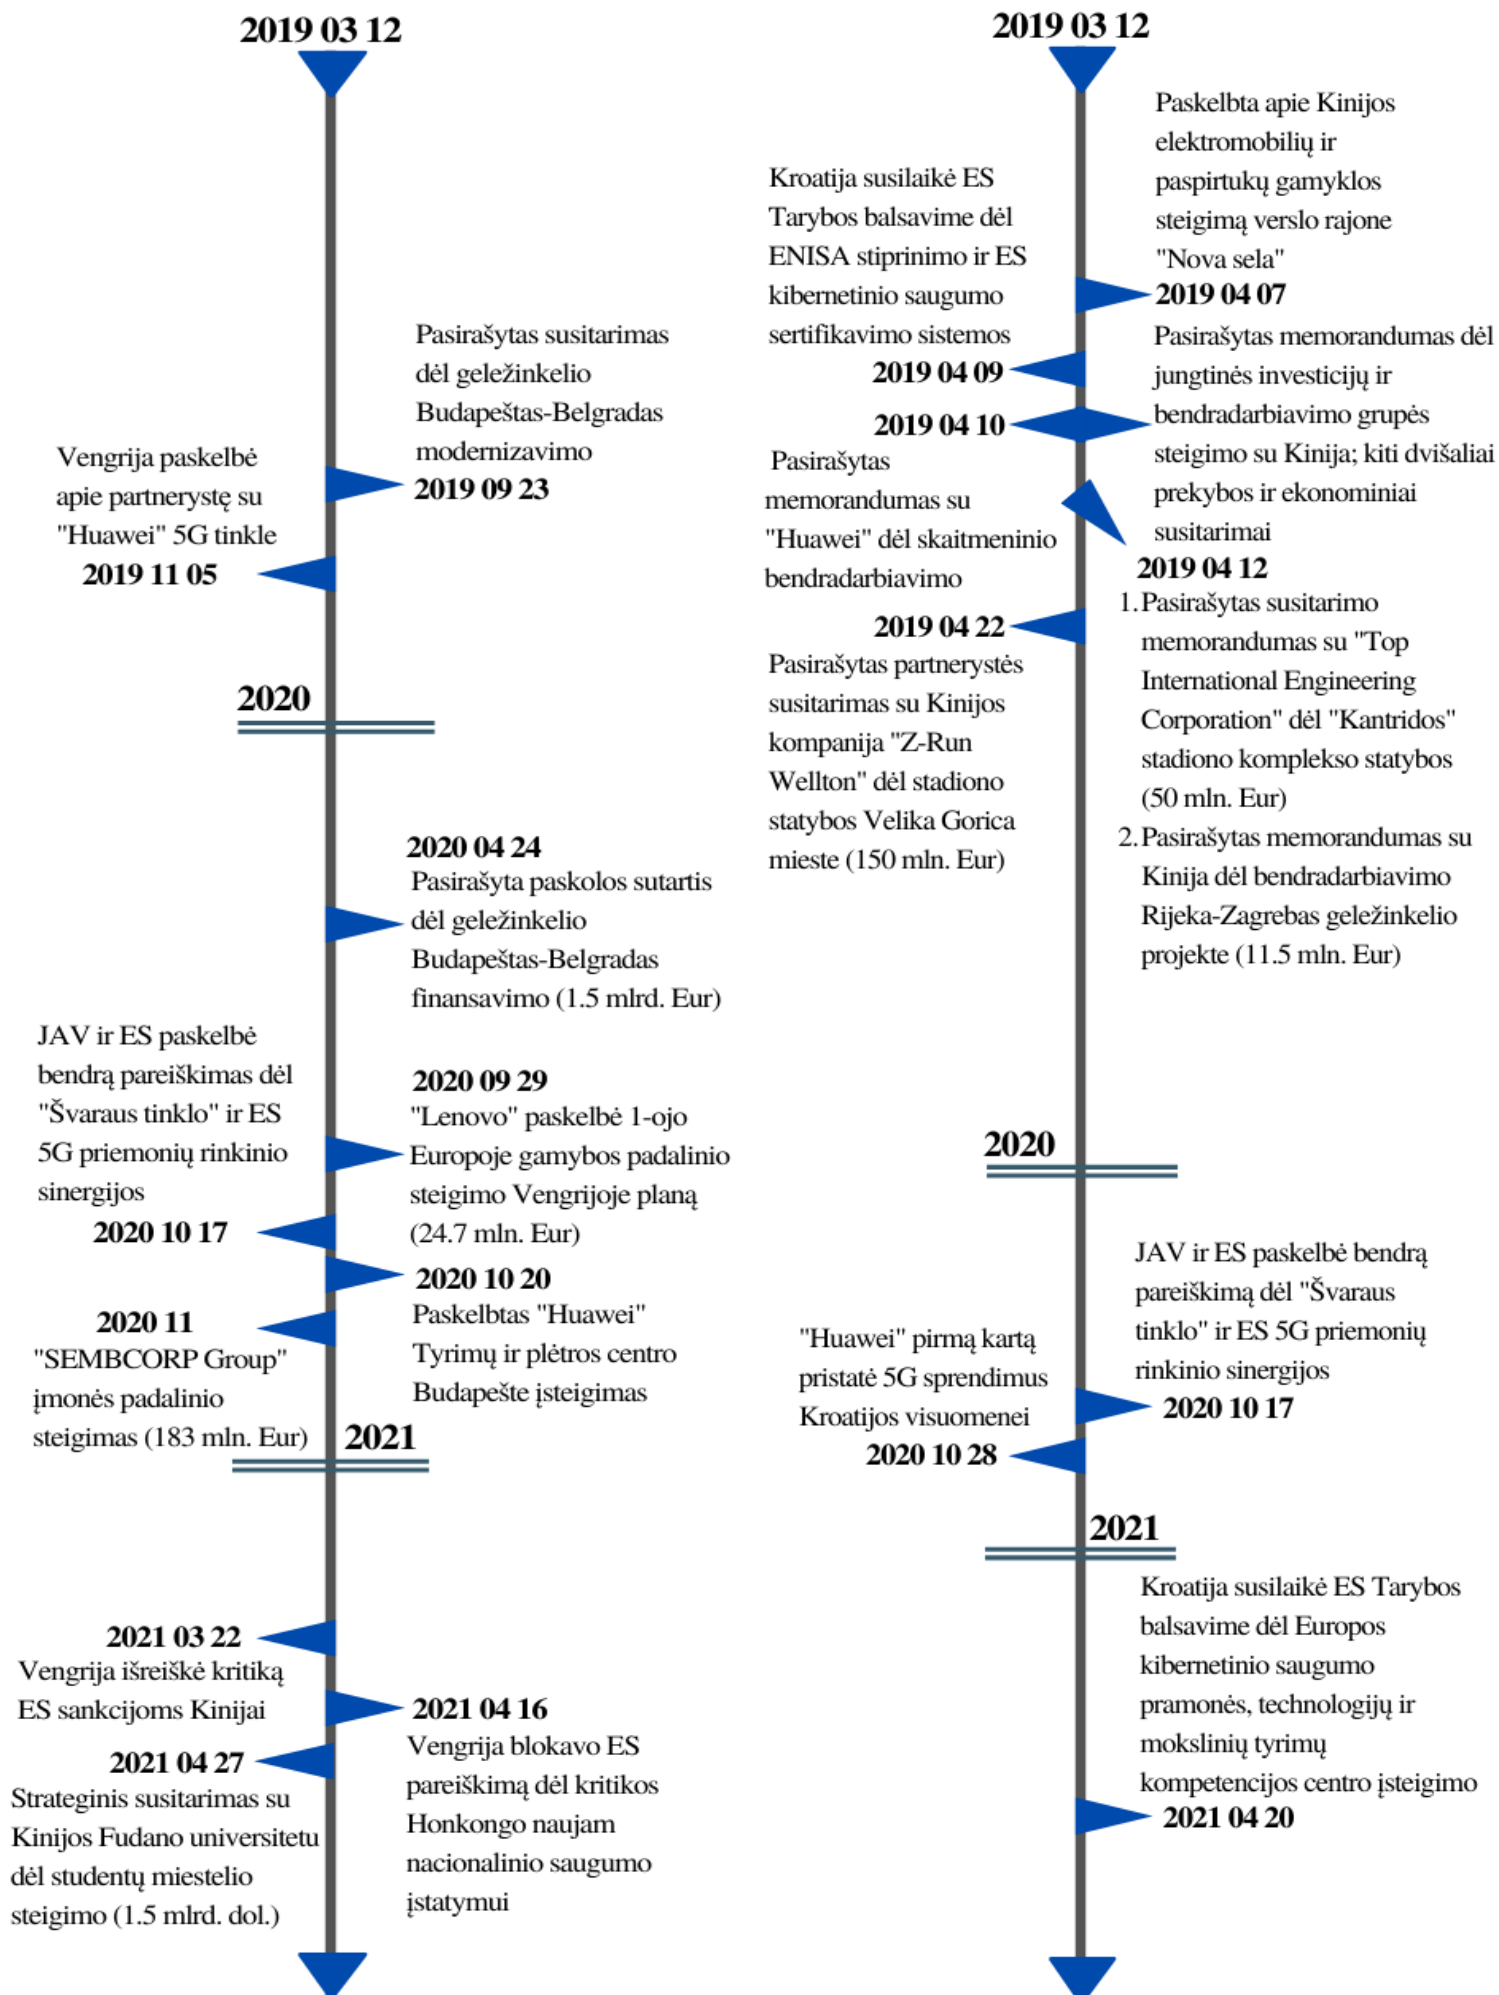 2019 03 12
Pasirašytas susitarimas
dėl geležinkelio
Budapeštas-Belgradas
modernizavimo
2019 09 23
Vengrija paskelbė
apie partnerystę su
"Huawei" 5G tinkle
2019 11 05
2020
2020 04 24
Pasirašyta paskolos sutartis
dėl geležinkelio
Budapeštas-Belgradas
finansavimo (1.5 mlrd. Eur)
2020 09 29
"Lenovo" paskelbė 1-ojo
Europoje gamybos padalinio
steigimo Vengrijoje planą
(24.7 mln. Eur)
JAV ir ES paskelbė
bendrą pareiškimas dėl
"Švaraus tinklo" ir ES
5G priemonių rinkinio
sinergijos
2020 10 17
2020 10 20
Paskelbtas "Huawei"
Tyrimų ir plėtros centro
Budapešte įsteigimas
2020 11
"SEMBCORP Group"
įmonės padalinio
steigimas (183 mln. Eur)
2021
2021 03 22
Vengrija išreiškė kritiką
ES sankcijoms Kinijai
2021 04 16
Vengrija blokavo ES
pareiškimą dėl kritikos
Honkongo naujam
nacionalinio saugumo
įstatymui
2021 04 27
Strateginis susitarimas su
Kinijos Fudano universitetu
dėl studentų miestelio
steigimo (1.5 mlrd. dol.)
2019 03 12
Paskelbta apie Kinijos
elektromobilių ir
paspirtukų gamyklos
steigimą verslo rajone
"Nova sela"
2019 04 07
Kroatija susilaikė ES
Tarybos balsavime dėl
ENISA stiprinimo ir ES
kibernetinio saugumo
sertifikavimo sistemos
2019 04 09
Pasirašytas memorandumas dėl
jungtinės investicijų ir
bendradarbiavimo grupės
steigimo su Kinija; kiti dvišaliai
prekybos ir ekonominiai
susitarimai
2019 04 10
Pasirašytas
memorandumas su
"Huawei" dėl skaitmeninio
bendradarbiavimo
2019 04 12
1. Pasirašytas susitarimo
memorandumas su "Top
International Engineering
Corporation" dėl "Kantridos"
stadiono komplekso statybos
(50 mln. Eur)
2. Pasirašytas memorandumas su
Kinija dėl bendradarbiavimo
Rijeka-Zagrebas geležinkelio
projekte (11.5 mln. Eur)
2019 04 22
Pasirašytas partnerystės
susitarimas su Kinijos
kompanija "Z-Run
Wellton" dėl stadiono
statybos Velika Gorica
mieste (150 mln. Eur)
2020
JAV ir ES paskelbė bendrą
pareiškimą dėl "Švaraus
tinklo" ir ES 5G priemonių
rinkinio sinergijos
2020 10 17
"Huawei" pirmą kartą
pristatė 5G sprendimus
Kroatijos visuomenei
2020 10 28
2021
Kroatija susilaikė ES Tarybos
balsavime dėl Europos
kibernetinio saugumo
pramonės, technologijų ir
mokslinių tyrimų
kompetencijos centro įsteigimo
2021 04 20